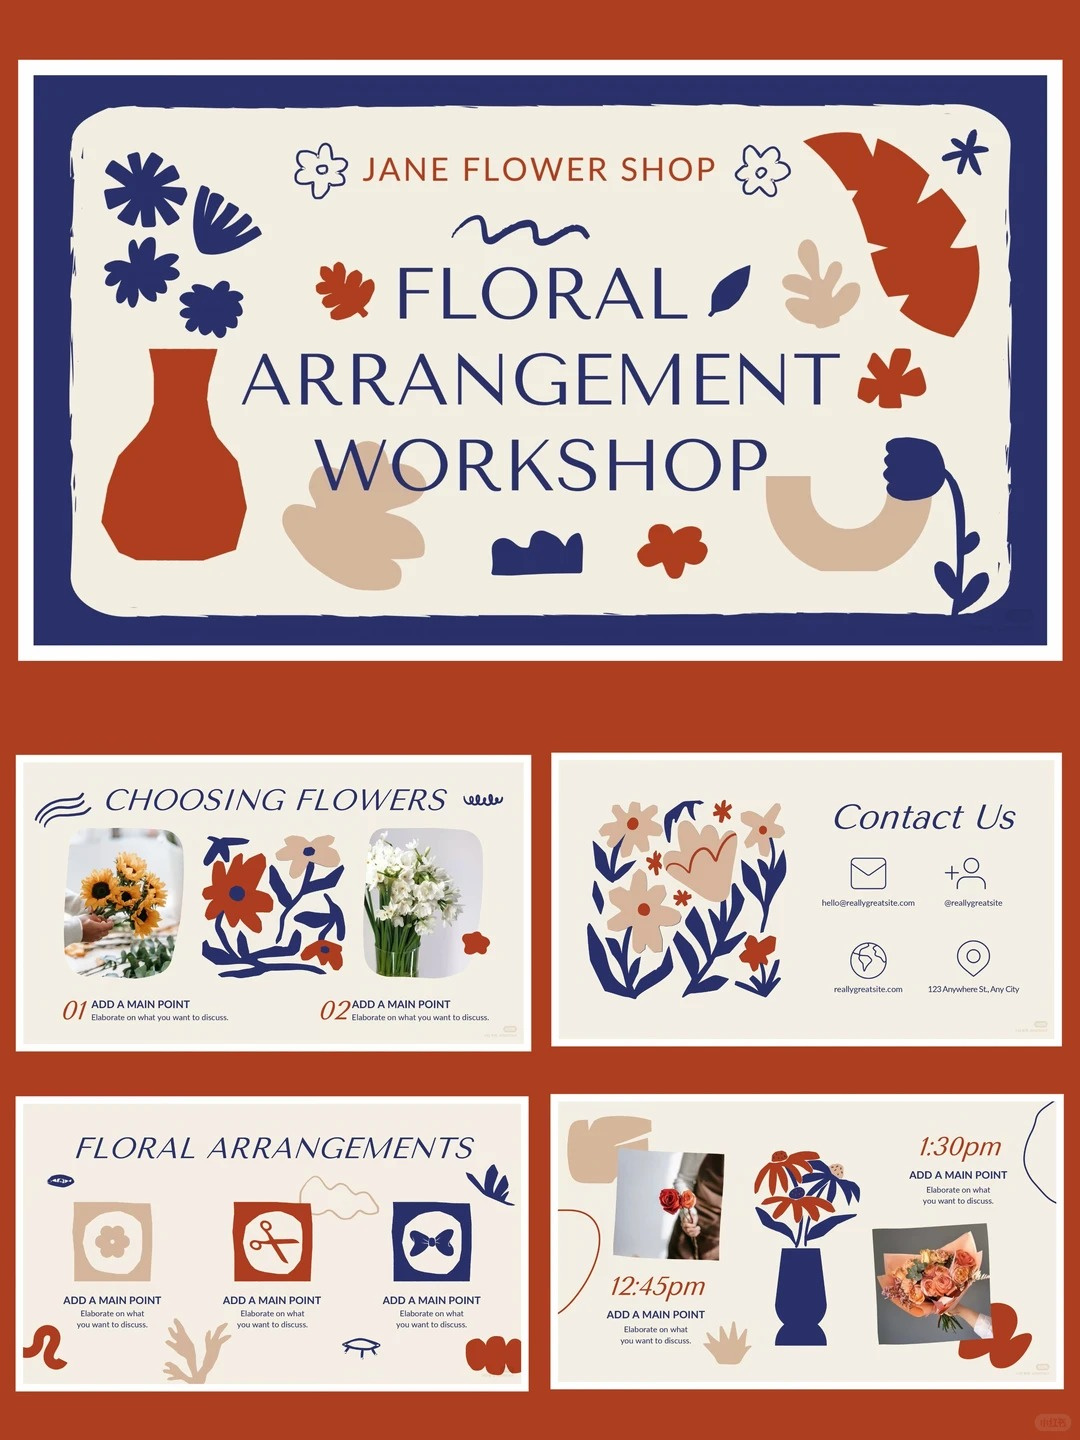 JANE FLOWER SHOP
FLORAL
ARRANGEMENT
WORKSHOP
CHOOSING FLOWERS
01 ADD A MAIN POINT
Elaborate on what you want to discuss.
02 ADD A MAIN POINT
Elaborate on what you want to discuss.
Contact Us
hello@reallygreatsite.com
@reallygreatsite
reallygreatsite.com
123 Anywhere St., Any City
FLORAL ARRANGEMENTS
ADD A MAIN POINT
Elaborate on what
you want to discuss.
ADD A MAIN POINT
Elaborate on what
you want to discuss.
ADD A MAIN POINT
Elaborate on what
you want to discuss.
12:45pm
ADD A MAIN POINT
Elaborate on what
you want to discuss.
1:30pm
ADD A MAIN POINT
Elaborate on what
you want to discuss.
小红书